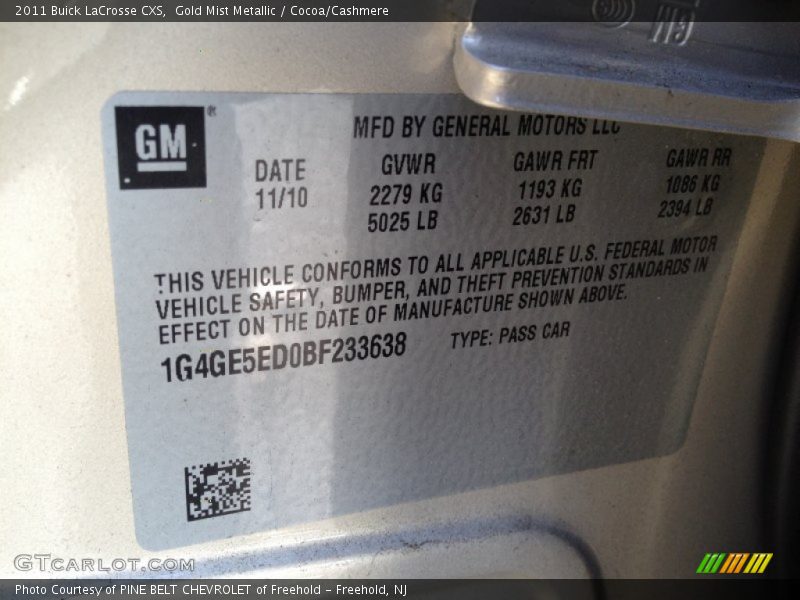 2011 Buick LaCrosse CXS, Gold Mist Metallic / Cocoa/Cashmere
GM®
MFD BY GENERAL MOTORS LLC
DATE GVWR GAWR FRT GAWR RR
11/10 2279 KG 1193 KG 1086 KG
5025 LB 2631 LB 2394 LB
THIS VEHICLE CONFORMS TO ALL APPLICABLE U.S. FEDERAL MOTOR
VEHICLE SAFETY, BUMPER, AND THEFT PREVENTION STANDARDS IN
EFFECT ON THE DATE OF MANUFACTURE SHOWN ABOVE.
1G4GE5ED0BF233638 TYPE: PASS CAR
GTCarLot.com
Photo Courtesy of PINE BELT CHEVROLET of Freehold - Freehold, NJ